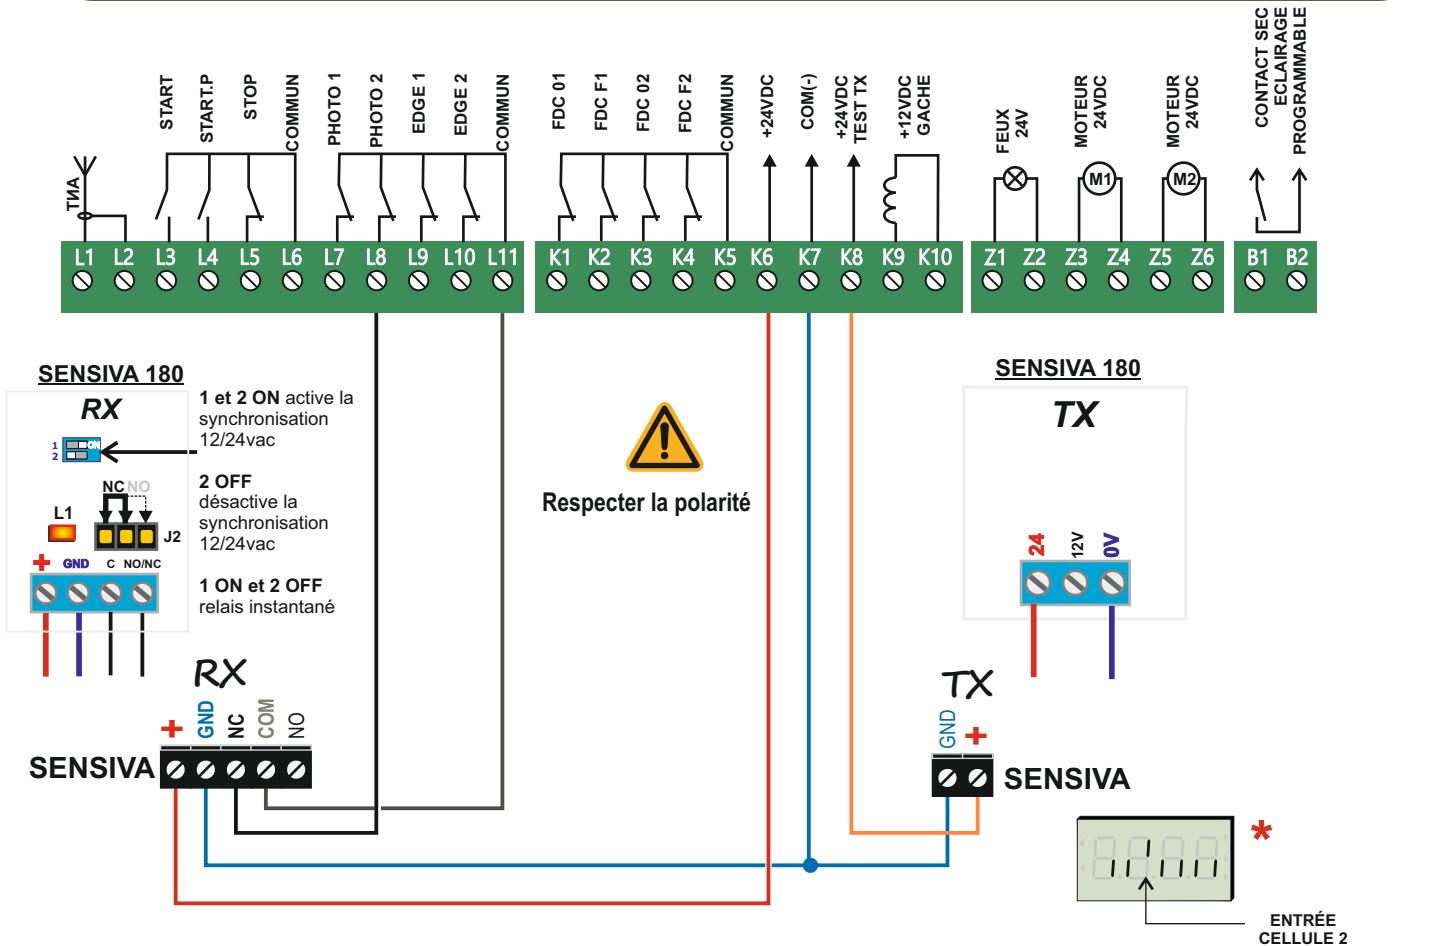 START
START.P
STOP
COMMUN
PHOTO 1
PHOTO 2
EDGE 1
EDGE 2
COMMUN
FDC 01
FDC F1
FDC 02
FDC F2
COMMUN
+24VDC
COM(-)
+24VDC
TEST TX
+12VDC
GACHE
FEUX
24V
MOTEUR
24VDC
MOTEUR
24VDC
CONTACT SEC
ECLAIRAGE
PROGRAMMABLE
ANT
M1
M2
L1 L2 L3 L4 L5 L6 L7 L8 L9 L10 L11
K1 K2 K3 K4 K5 K6 K7 K8 K9 K10
Z1 Z2 Z3 Z4 Z5 Z6
B1 B2
SENSIVA 180
RX
1
2
ON
NC NO
L1
J2
+ GND C NO/NC
1 et 2 ON active la
synchronisation
12/24vac
2 OFF
désactive la
synchronisation
12/24vac
1 ON et 2 OFF
relais instantané
Respecter la polarité
SENSIVA 180
TX
24
12V
0V
RX
+
GND
NC
COM
NO
SENSIVA
TX
GND
+
SENSIVA
*
ENTRÉE
CELLULE 2